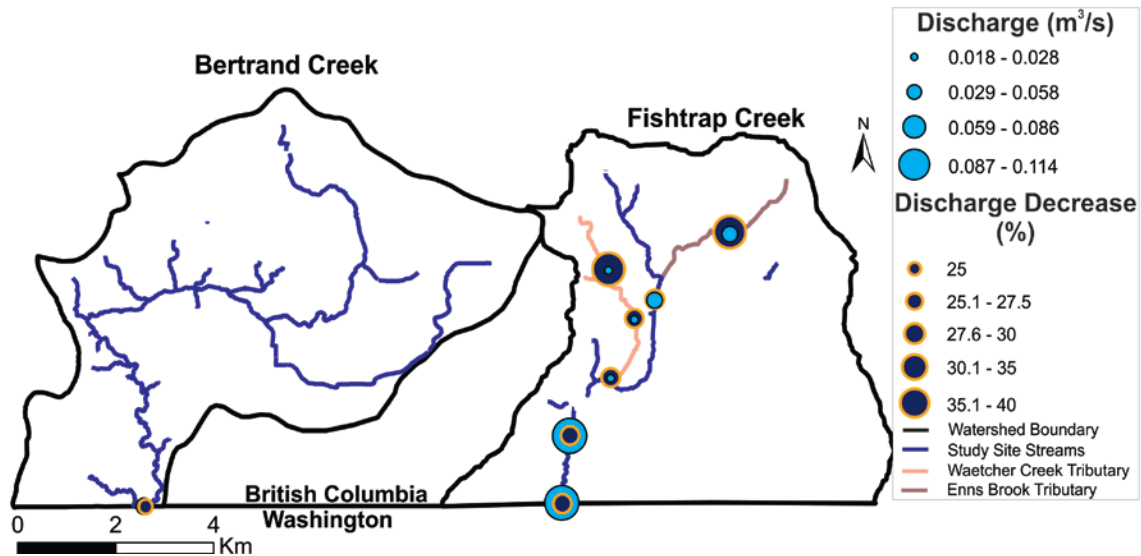 Bertrand Creek
Fishtrap Creek
N
British Columbia
Washington
0 2 4
Km
Discharge (m³/s)
0.018 - 0.028
0.029 - 0.058
0.059 - 0.086
0.087 - 0.114
Discharge Decrease
(%)
25
25.1 - 27.5
27.6 - 30
30.1 - 35
35.1 - 40
Watershed Boundary
Study Site Streams
Waetcher Creek Tributary
Enns Brook Tributary